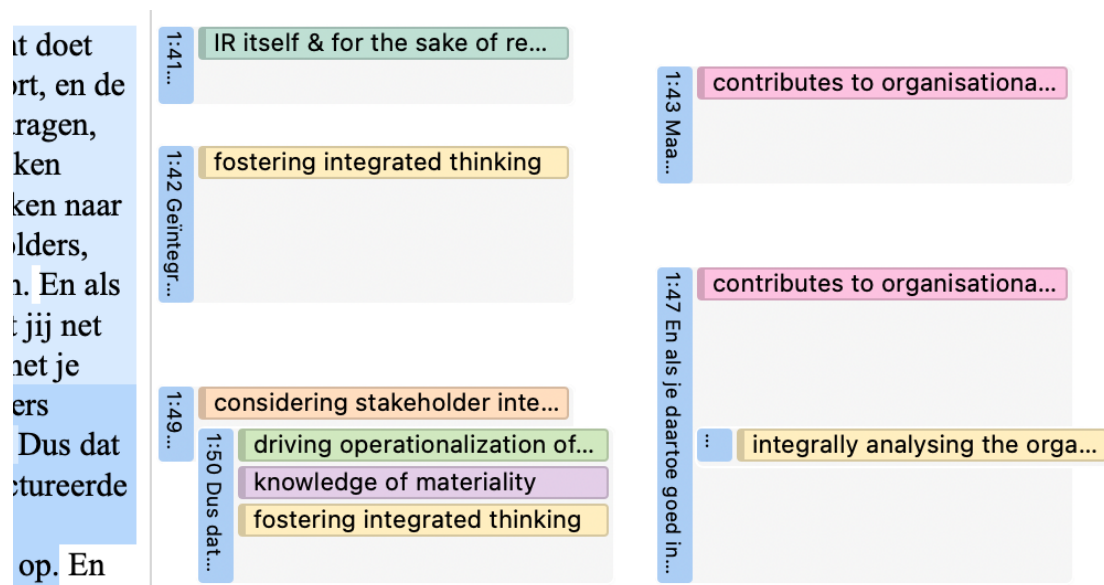 nt doet
ort, en de
ragen,
ken
ken naar
olders,
n. En als
t jij net
met je
ers
Dus dat
ctureerde
op. En
1:41...
IR itself & for the sake of re...
1:42 Geïntegr...
fostering integrated thinking
1:49...
considering stakeholder inte...
1:50 Dus dat...
driving operationalization of...
knowledge of materiality
fostering integrated thinking
1:43 Maa...
contributes to organisationa...
1:47 En als je daartoe goed in...
contributes to organisationa...
...
integrally analysing the orga...